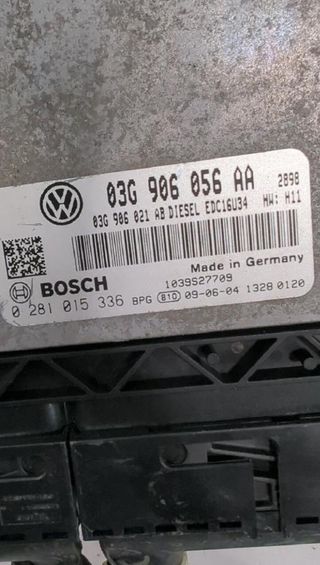 03G 906 056 AA 2898
03G 906 021 AB DIESEL EDC16U34 HW: H11
Made in Germany
BOSCH 1039S27709
0 281 015 336 BPG B10 09-06-04 1328 0120